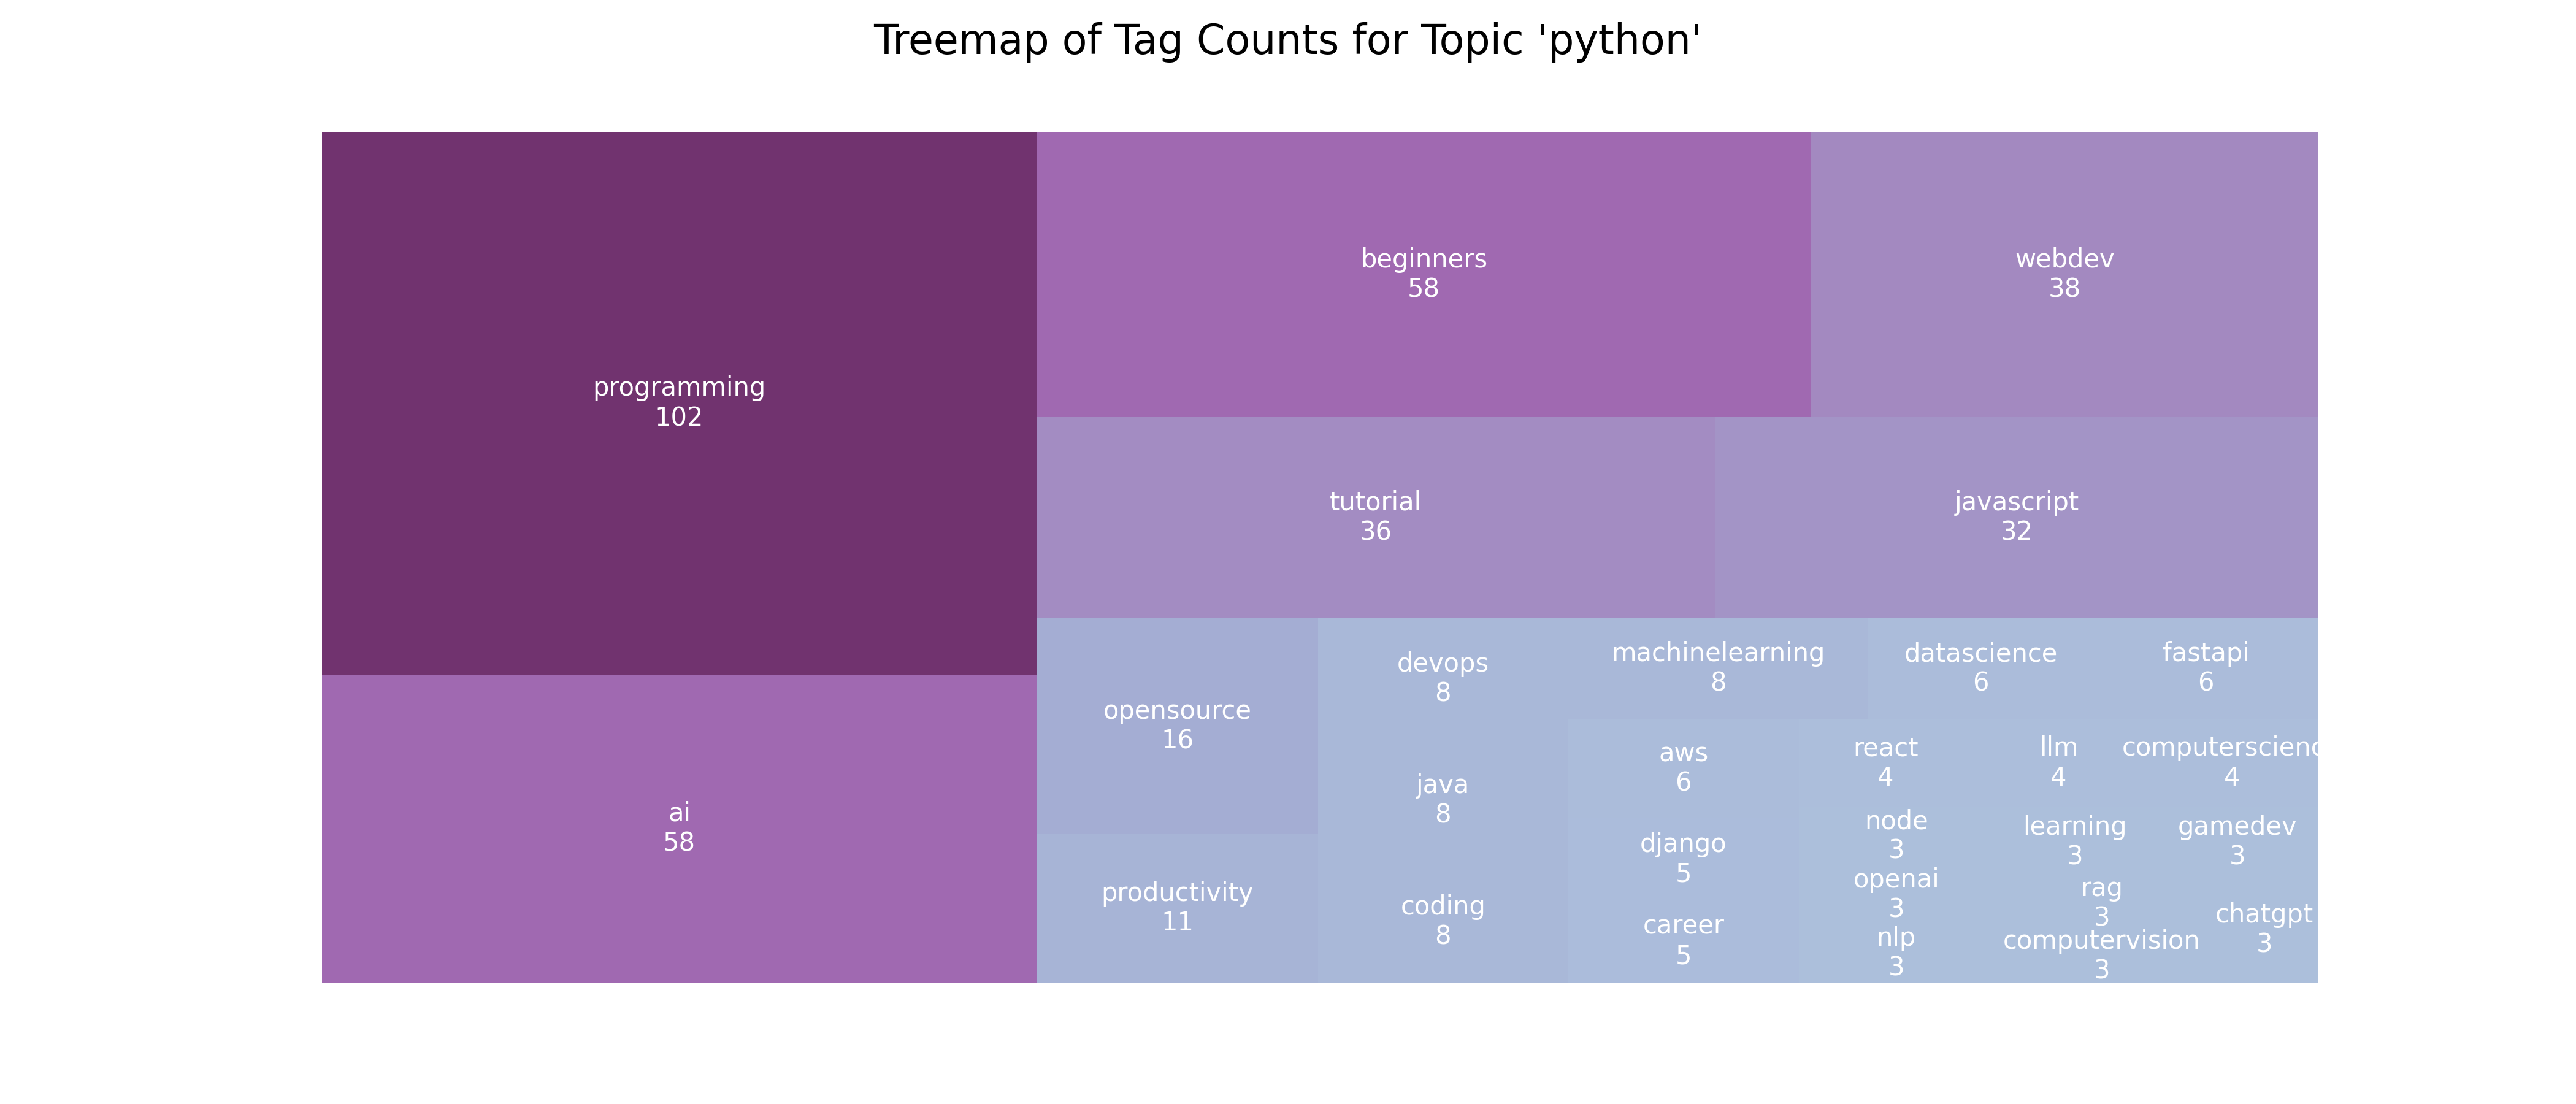 Treemap of Tag Counts for Topic 'python'
programming
102
ai
58
beginners
58
webdev
38
tutorial
36
javascript
32
opensource
16
productivity
11
devops
8
java
8
coding
8
machinelearning
8
datascience
6
fastapi
6
aws
6
django
5
career
5
react
4
llm
4
computerscienc
4
node
3
openai
3
nlp
3
learning
3
gamedev
3
rag
3
computervision
3
chatgpt
3